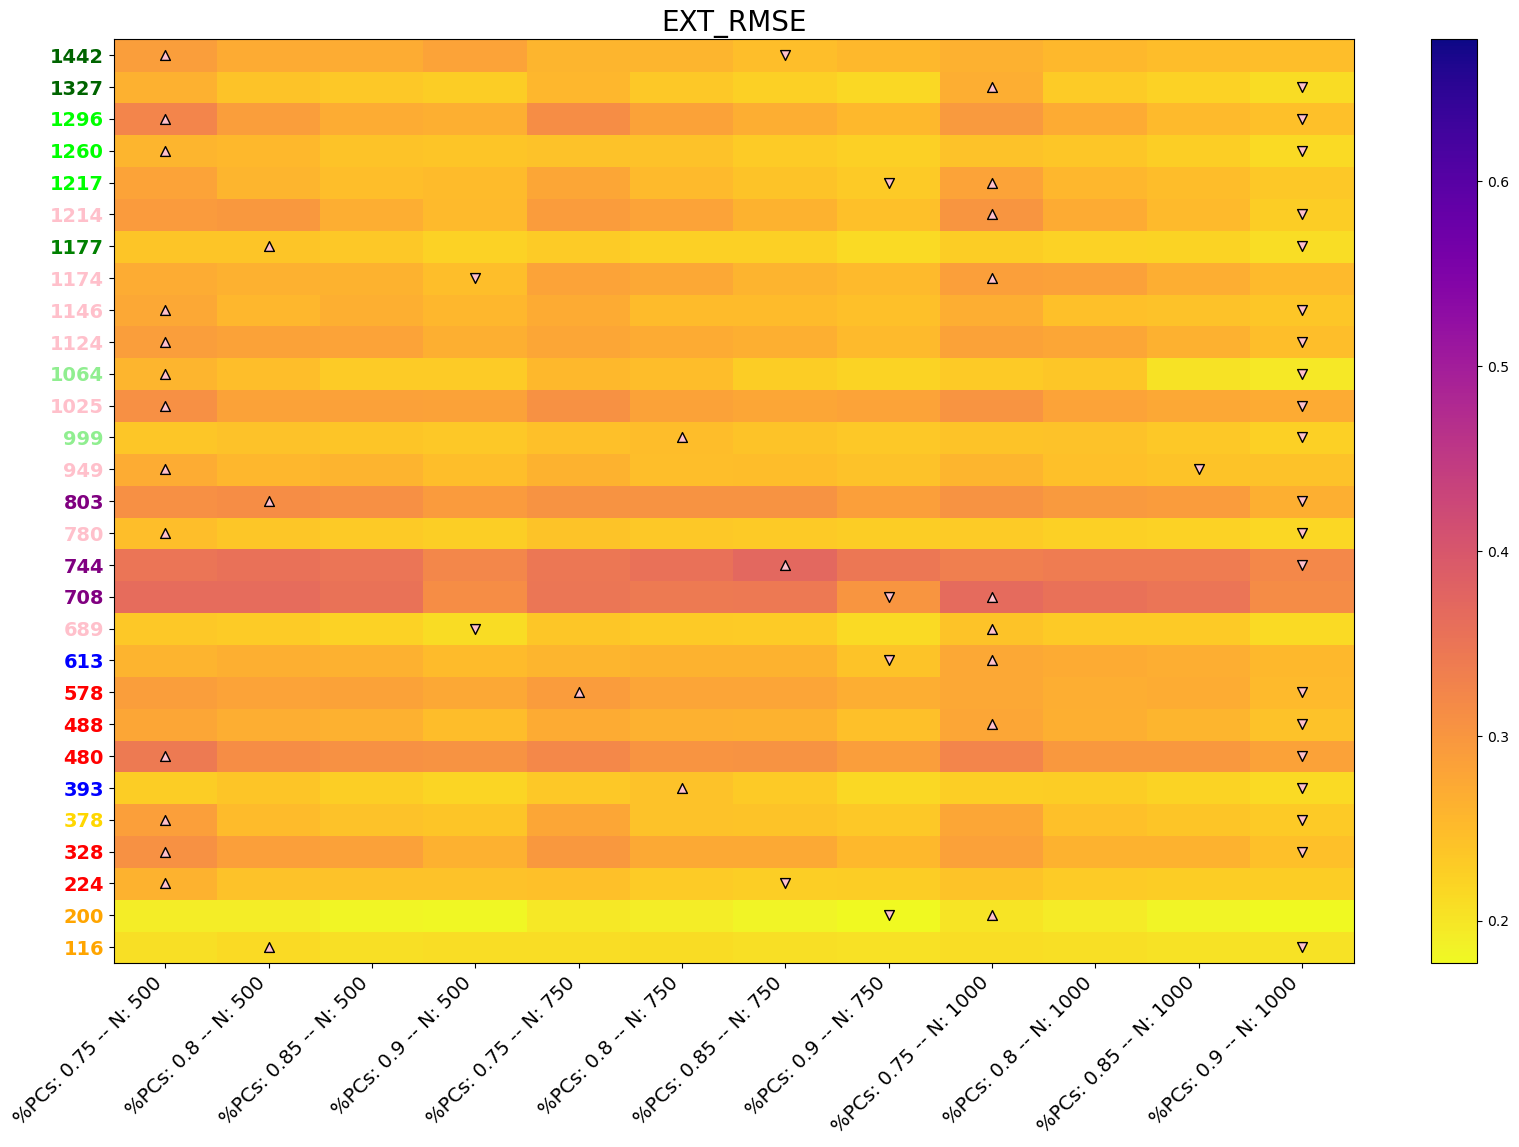 EXT_RMSE
1442
1327
1296
1260
1217
1214
1177
1174
1146
1124
1064
1025
999
949
803
780
744
708
689
613
578
488
480
393
378
328
224
200
116
0.6
0.5
0.4
0.3
0.2
%PCs: 0.75 -- N: 500
%PCs: 0.8 -- N: 500
%PCs: 0.85 -- N: 500
%PCs: 0.9 -- N: 500
%PCs: 0.75 -- N: 750
%PCs: 0.8 -- N: 750
%PCs: 0.85 -- N: 750
%PCs: 0.9 -- N: 750
%PCs: 0.75 -- N: 1000
%PCs: 0.8 -- N: 1000
%PCs: 0.85 -- N: 1000
%PCs: 0.9 -- N: 1000